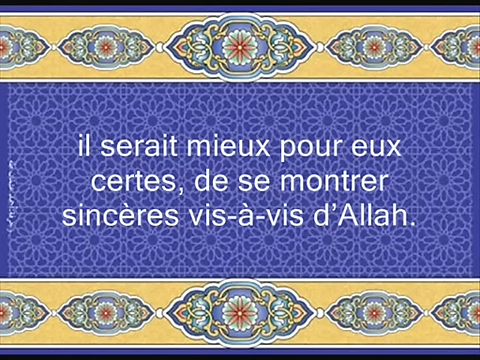 il serait mieux pour eux
certes, de se montrer
sincères vis-à-vis d’Allah.